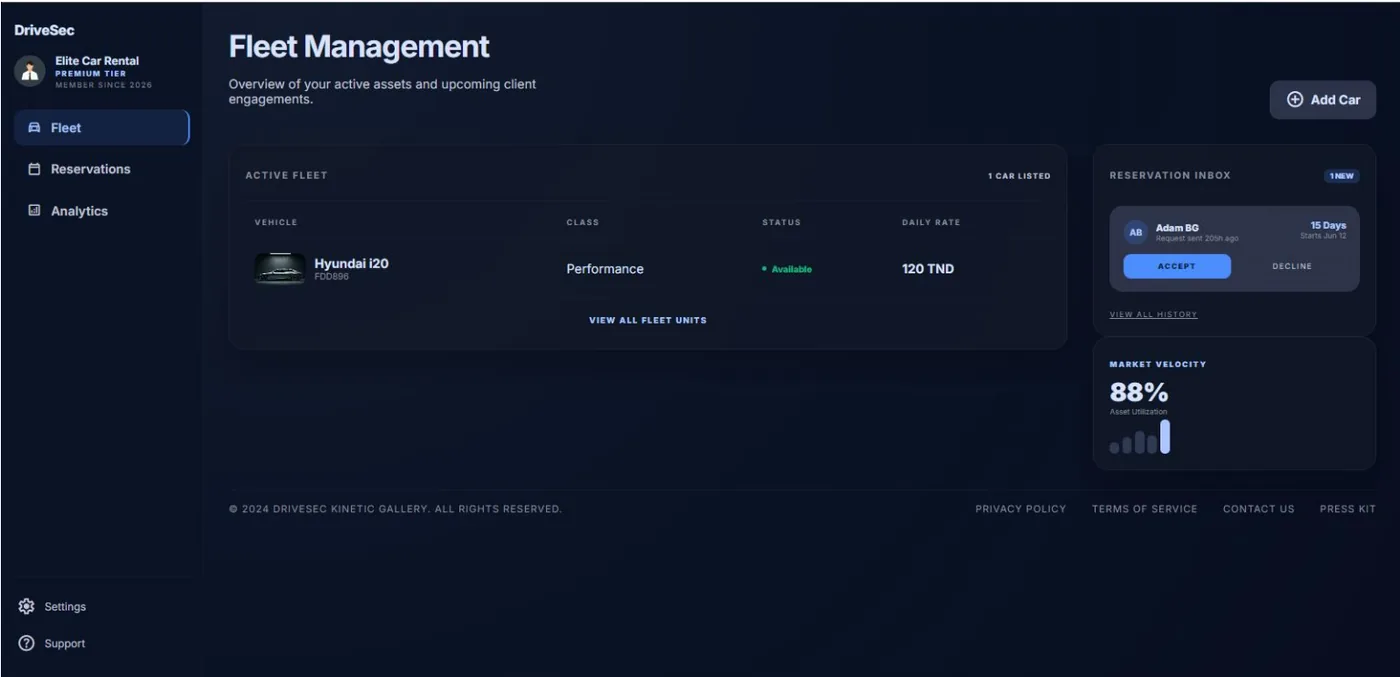 DriveSec
Elite Car Rental
PREMIUM TIER
MEMBER SINCE 2026
Fleet
Reservations
Analytics
Settings
Support
Fleet Management
Overview of your active assets and upcoming client
engagements.
Add Car
ACTIVE FLEET
1 CAR LISTED
VEHICLE CLASS STATUS DAILY RATE
Hyundai i20
FDD896
Performance
Available
120 TND
VIEW ALL FLEET UNITS
RESERVATION INBOX
1 NEW
AB
Adam BG
Request sent 205h ago
15 Days
Starts Jun 12
ACCEPT
DECLINE
VIEW ALL HISTORY
MARKET VELOCITY
88%
Asset Utilization
© 2024 DRIVESEC KINETIC GALLERY. ALL RIGHTS RESERVED.
PRIVACY POLICY TERMS OF SERVICE CONTACT US PRESS KIT